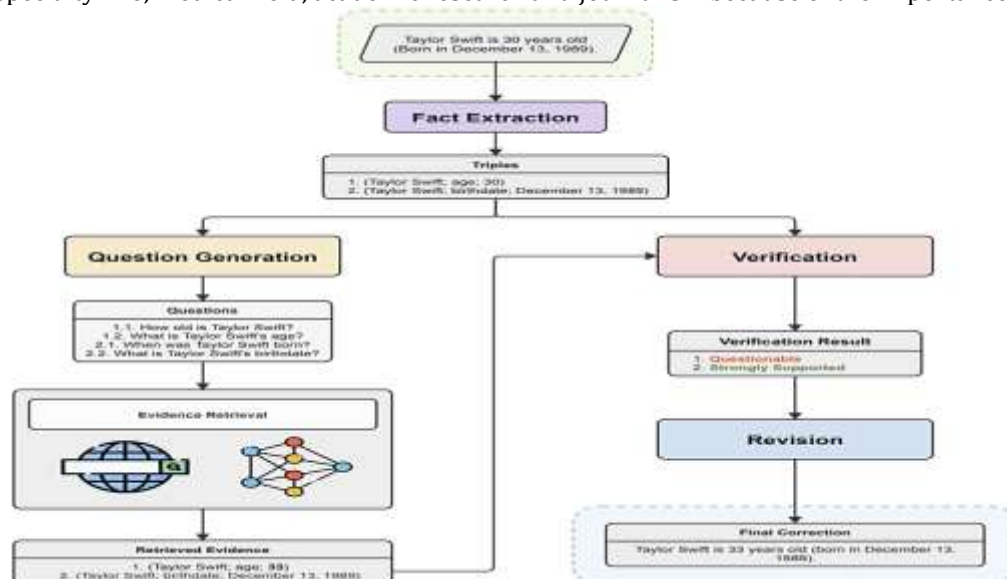 Taylor Swift is 30 years old
(Born in December 13, 1989).
Fact Extraction
Triples
1. (Taylor Swift; age; 30)
2. (Taylor Swift; birthdate; December 13, 1989)
Question Generation
Verification
Questions
1.1. How old is Taylor Swift?
1.2. What is Taylor Swift's age?
2.1. When was Taylor Swift born?
2.2. What is Taylor Swift's birthdate?
Verification Result
1. Questionable
2. Strongly Supported
Evidence Retrieval
Revision
Retrieved Evidence
1. (Taylor Swift; age; 33)
2. (Taylor Swift; birthdate; December 13, 1989)
Final Correction
Taylor Swift is 33 years old (born in December 13,
1989).